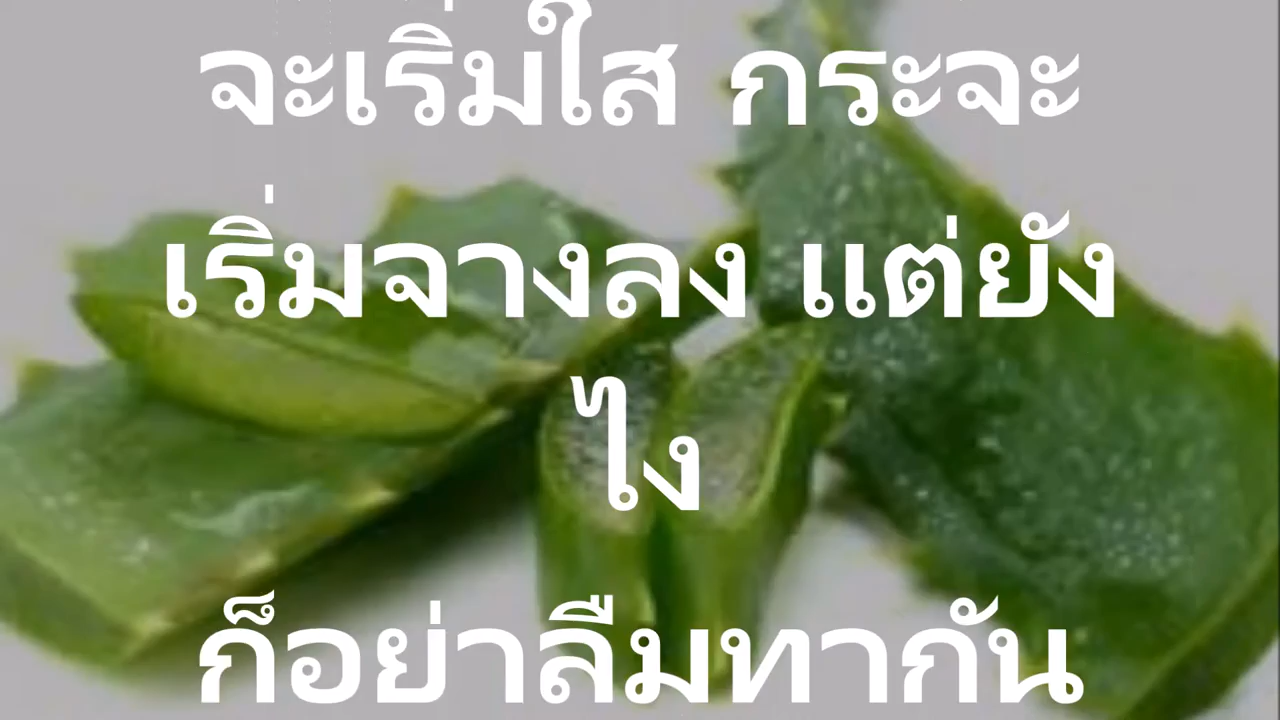 จะเริ่มใส กระจะ
เริ่มจางลง แต่ยัง
ไง
ก็อย่าลืมทากัน